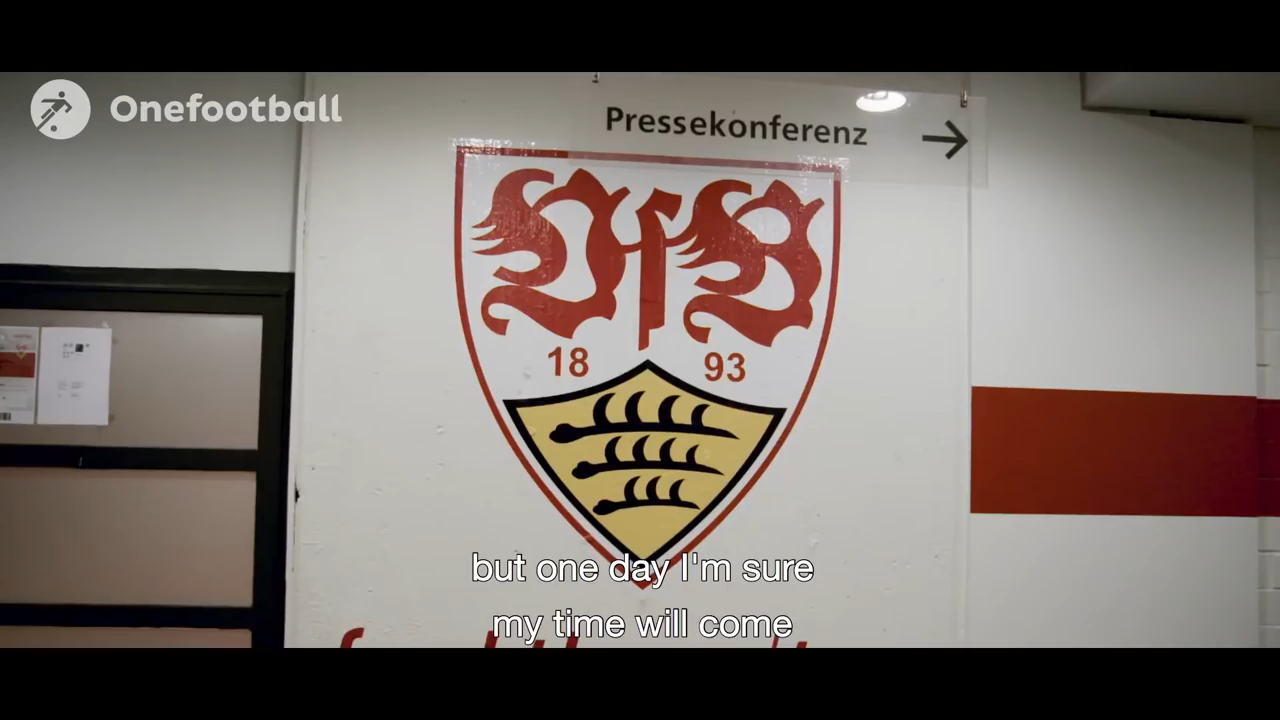 Onefootball
Pressekonferenz →
VfB
18 93
but one day I'm sure
my time will come